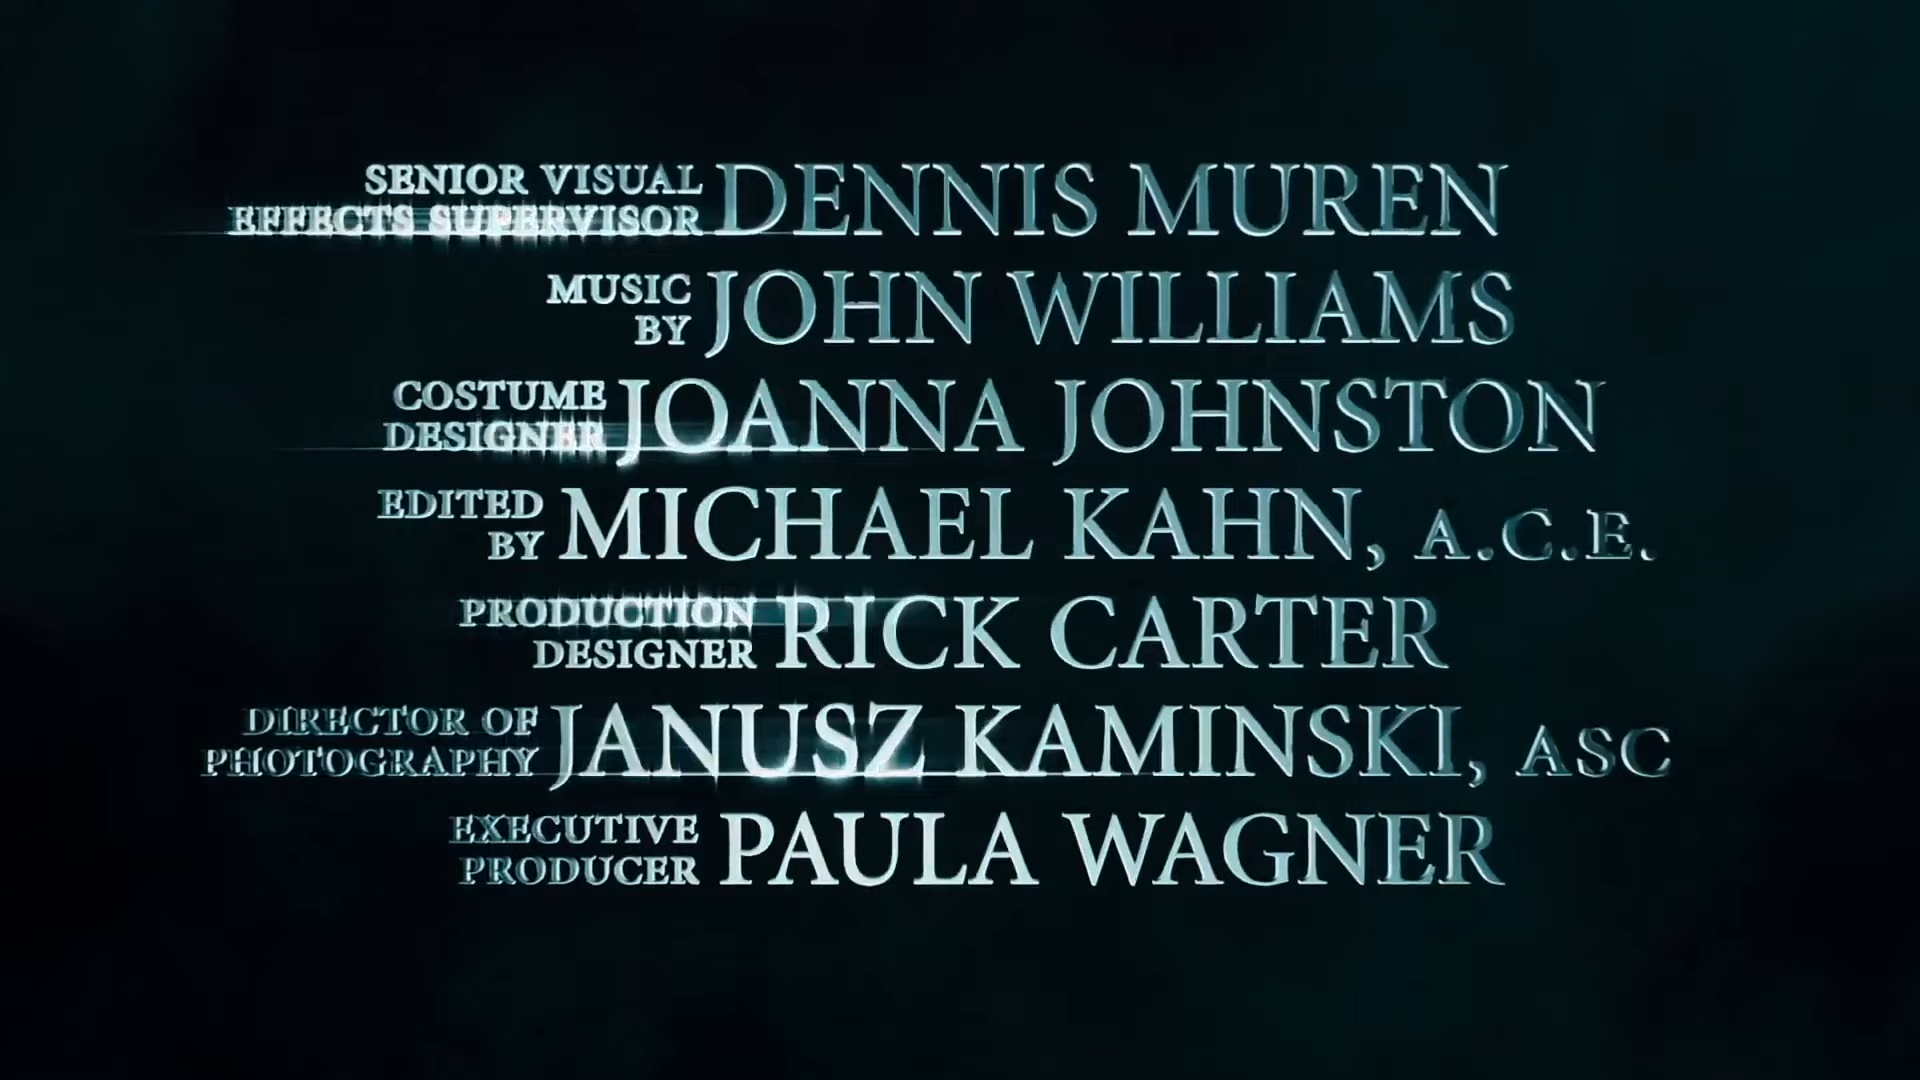 SENIOR VISUAL
EFFECTS SUPERVISOR DENNIS MUREN
MUSIC
BY JOHN WILLIAMS
COSTUME
DESIGNER JOANNA JOHNSTON
EDITED
BY MICHAEL KAHN, A.C.E.
PRODUCTION
DESIGNER RICK CARTER
DIRECTOR OF
PHOTOGRAPHY JANUSZ KAMINSKI, ASC
EXECUTIVE
PRODUCER PAULA WAGNER